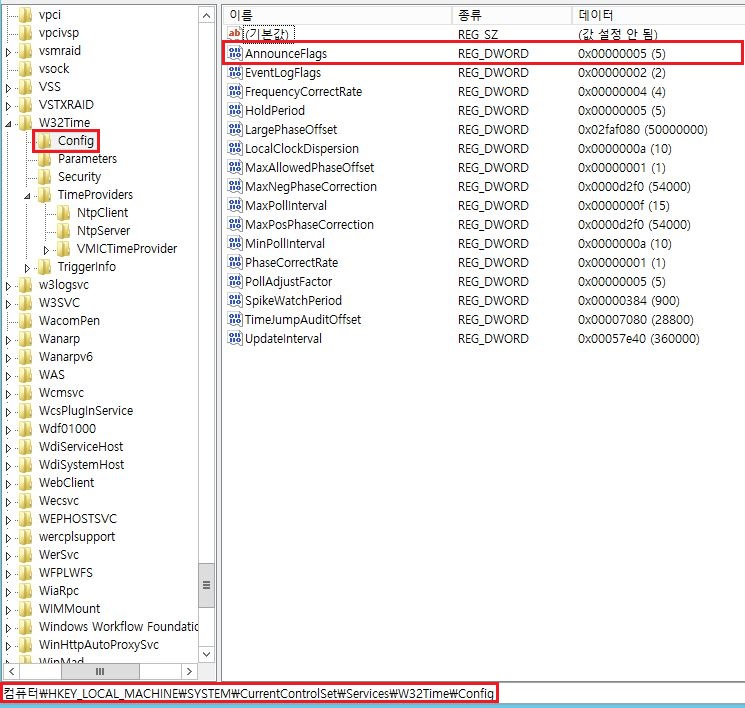 vpci
vpcivsp
vsmraid
vsock
VSS
VSTXRAID
W32Time
Config
Parameters
Security
TimeProviders
NtpClient
NtpServer
VMICTimeProvider
TriggerInfo
w3logsvc
W3SVC
WacomPen
Wanarp
Wanarpv6
WAS
Wcmsvc
WcsPlugInService
Wdf01000
WdiServiceHost
WdiSystemHost
WebClient
Wecsvc
WEPHOSTSVC
wercplsupport
WerSvc
WFPLWFS
WiaRpc
WIMMount
Windows Workflow Foundatio
WinHttpAutoProxySvc
WinMad
이름 종류 데이터
(기본값) REG_SZ (값 설정 안 됨)
AnnounceFlags REG_DWORD 0x00000005 (5)
EventLogFlags REG_DWORD 0x00000002 (2)
FrequencyCorrectRate REG_DWORD 0x00000004 (4)
HoldPeriod REG_DWORD 0x00000005 (5)
LargePhaseOffset REG_DWORD 0x02faf080 (50000000)
LocalClockDispersion REG_DWORD 0x0000000a (10)
MaxAllowedPhaseOffset REG_DWORD 0x00000001 (1)
MaxNegPhaseCorrection REG_DWORD 0x0000d2f0 (54000)
MaxPollInterval REG_DWORD 0x0000000f (15)
MaxPosPhaseCorrection REG_DWORD 0x0000d2f0 (54000)
MinPollInterval REG_DWORD 0x0000000a (10)
PhaseCorrectRate REG_DWORD 0x00000001 (1)
PollAdjustFactor REG_DWORD 0x00000005 (5)
SpikeWatchPeriod REG_DWORD 0x00000384 (900)
TimeJumpAuditOffset REG_DWORD 0x00007080 (28800)
UpdateInterval REG_DWORD 0x00057e40 (360000)
컴퓨터₩HKEY_LOCAL_MACHINE₩SYSTEM₩CurrentControlSet₩Services₩W32Time₩Config